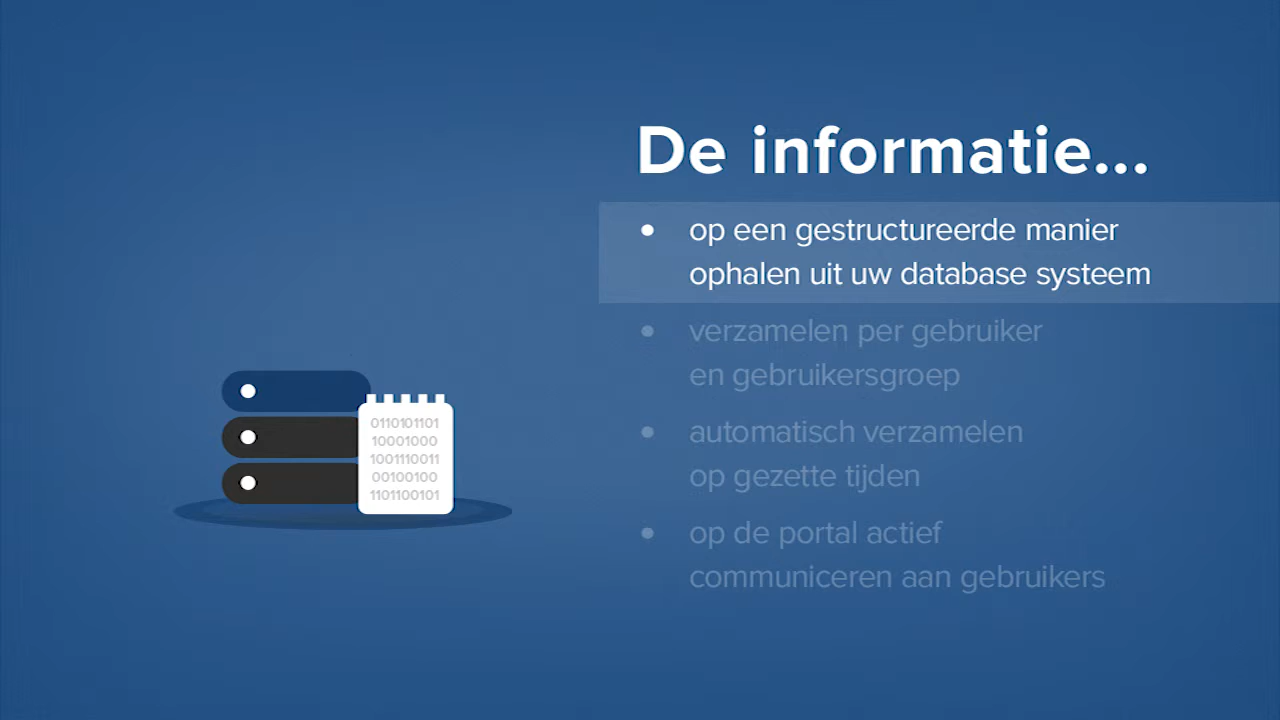 De informatie...
• op een gestructureerde manier
ophalen uit uw database systeem
• verzamelen per gebruiker
en gebruikersgroep
• automatisch verzamelen
op gezette tijden
• op de portal actief
communiceren aan gebruikers
0110101101
10001000
1001110011
00100100
1101100101